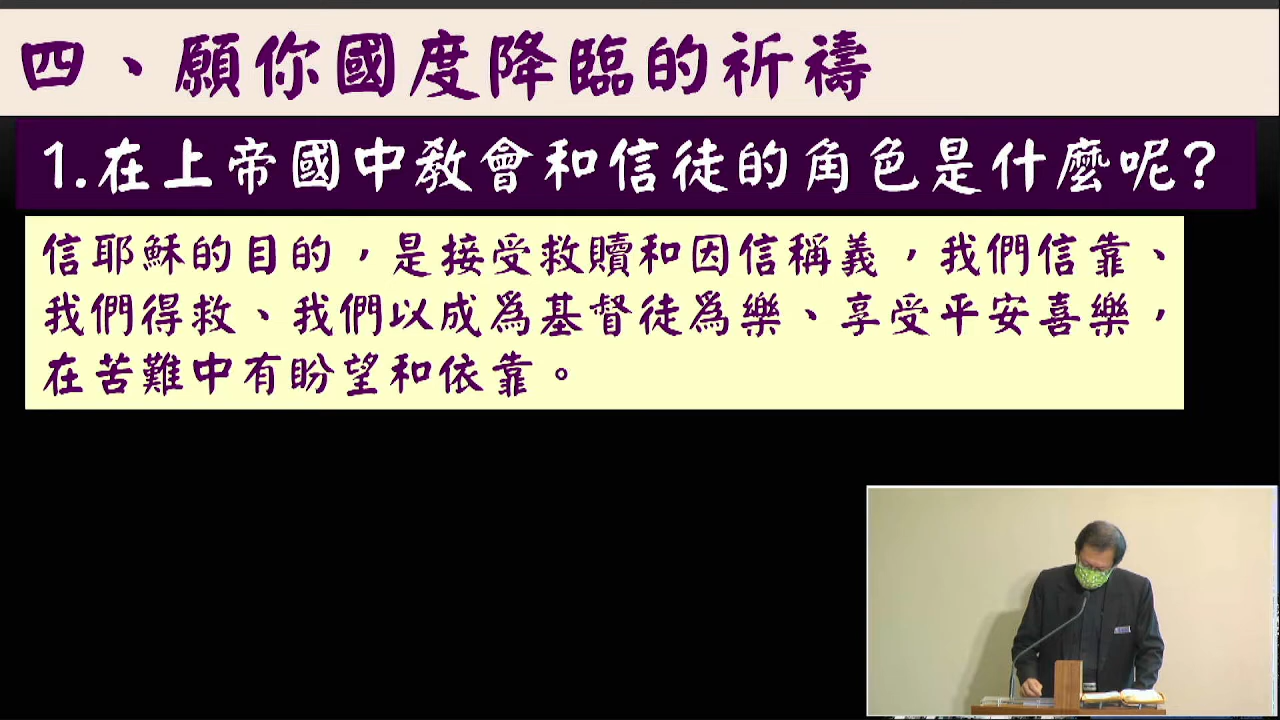 四、願你國度降臨的祈禱
1.在上帝國中教會和信徒的角色是什麼呢?
信耶穌的目的，是接受救贖和因信稱義，我們信靠、
我們得救、我們以成為基督徒為樂、享受平安喜樂，
在苦難中有盼望和依靠。